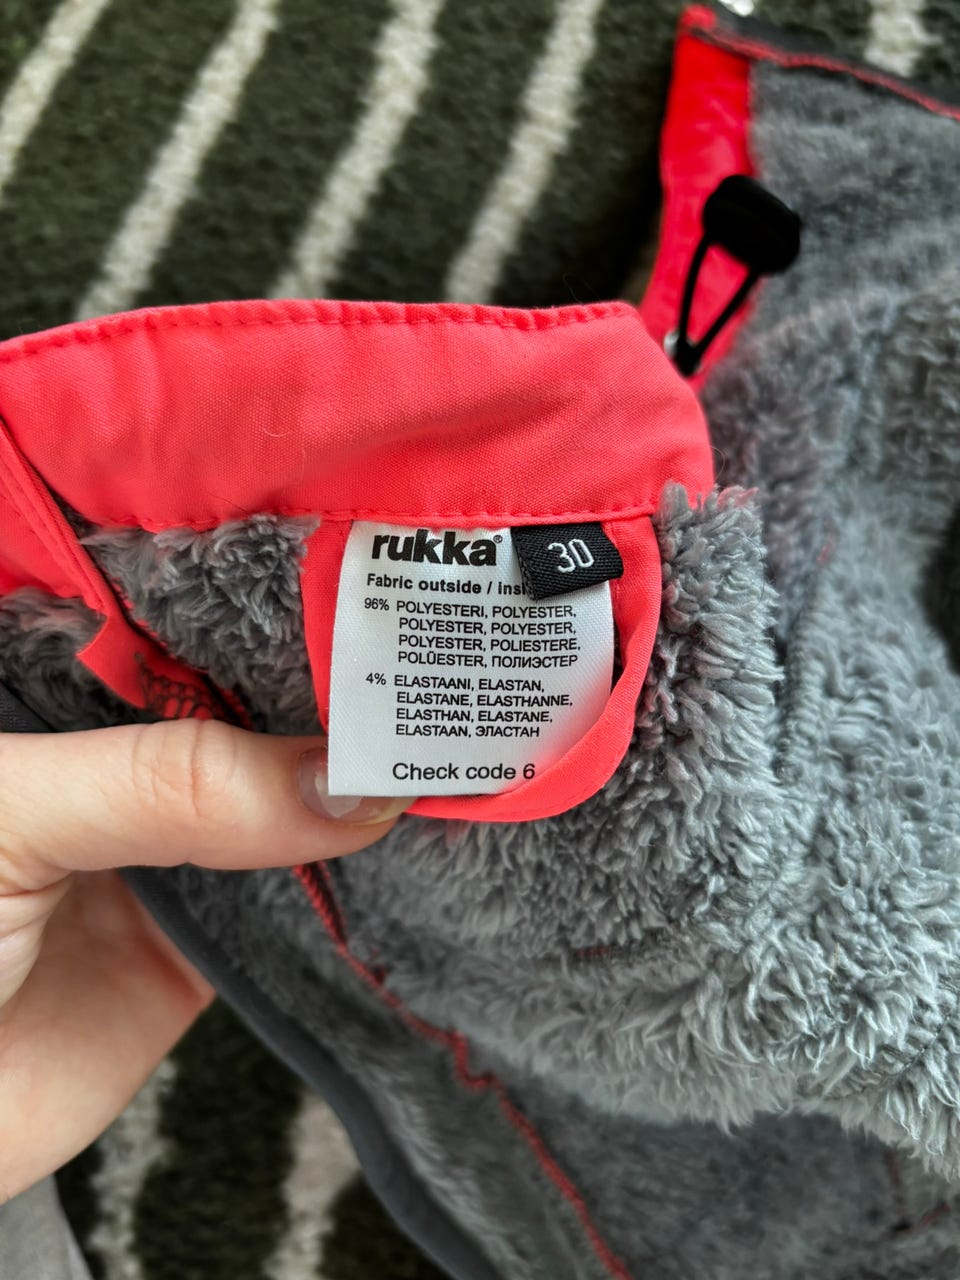 rukka®
30
Fabric outside /
96% POLYESTERI, POLYESTER,
POLYESTER, POLYESTER,
POLYESTER, POLIESTERE,
POLÜESTER, ПОЛИЭСТЕР
4% ELASTAANI, ELASTAN,
ELASTANE, ELASTHANNE,
ELASTHAN, ELASTANE,
ELASTAAN, ЭЛАСТАН
Check code 6